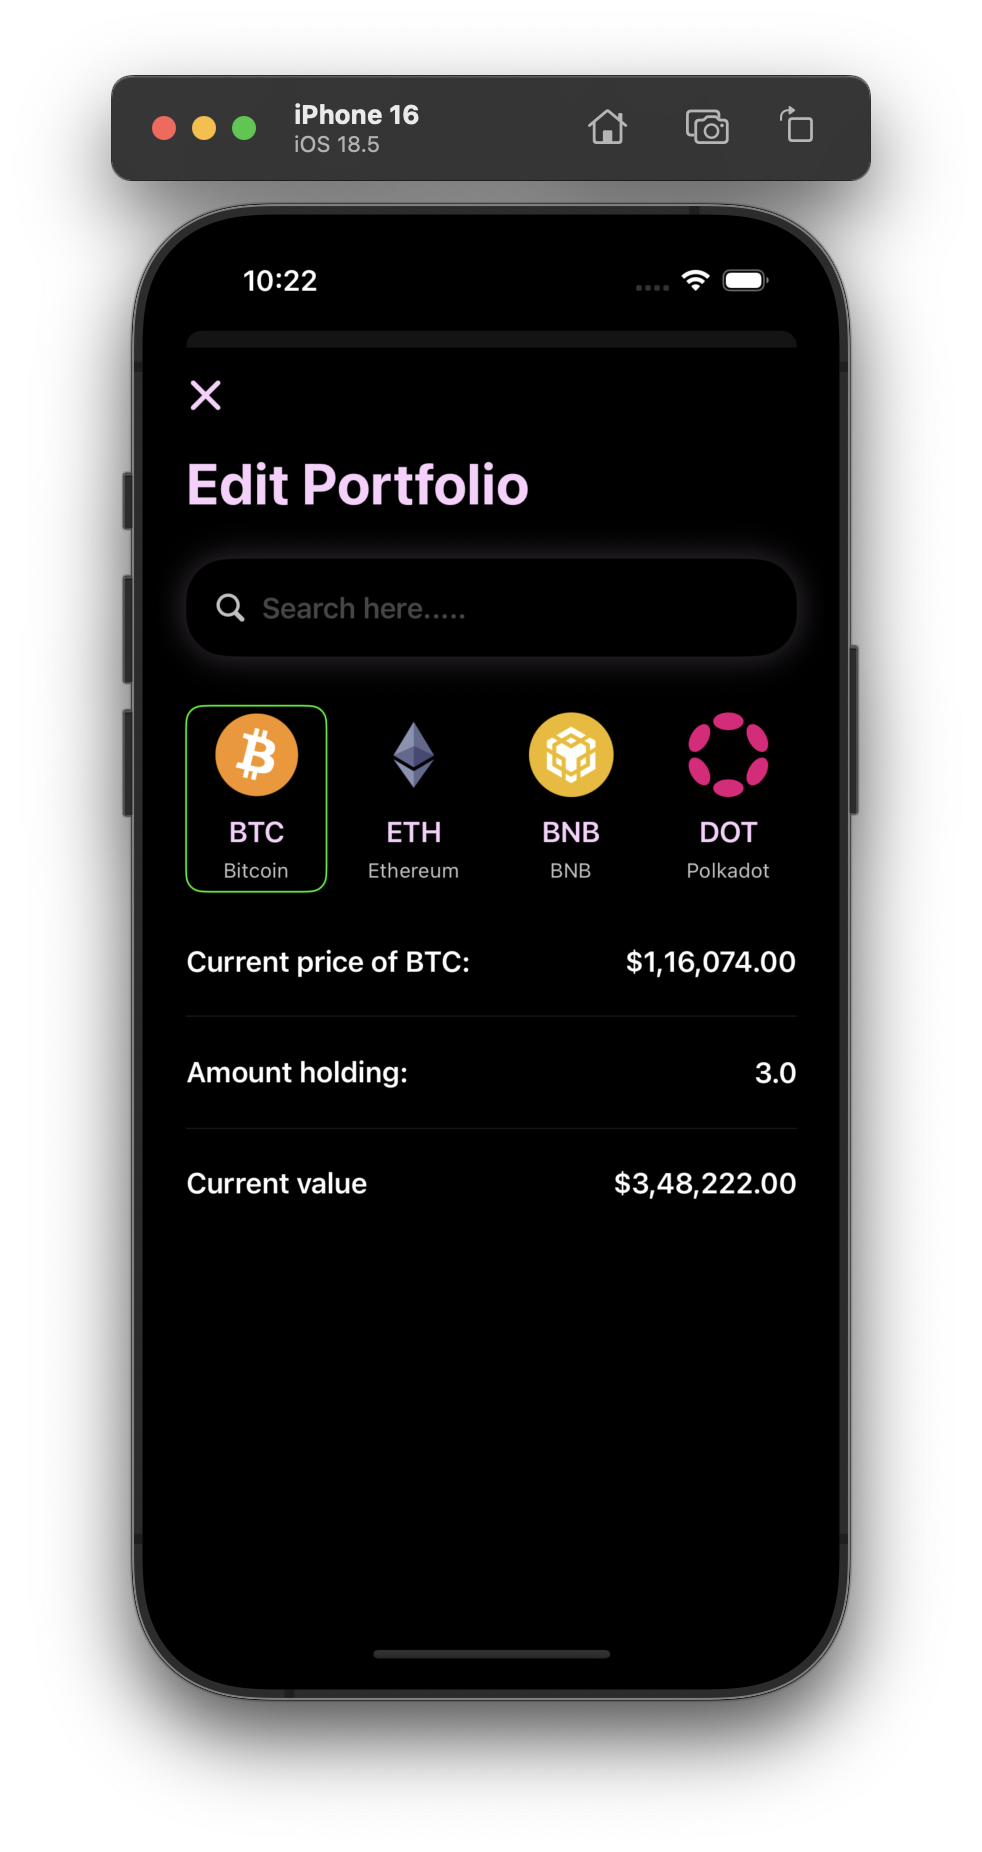 iPhone 16
iOS 18.5
10:22
Edit Portfolio
Search here.....
BTC ETH BNB DOT
Bitcoin Ethereum BNB Polkadot
Current price of BTC: $1,16,074.00
Amount holding: 3.0
Current value $3,48,222.00